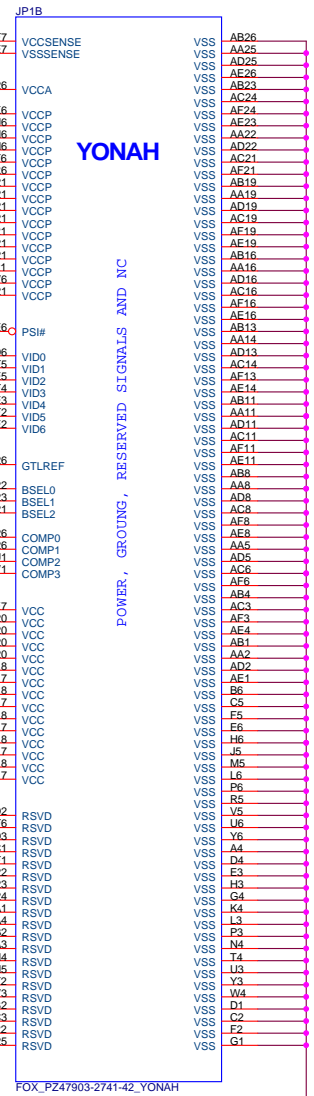 JP1B
VCCSENSE VSS AB26
VSSSENSE VSS AA25
VSS AD25
VSS AE26
VCCA VSS AB23
VSS AC24
VCCP VSS AF24
VCCP VSS AE23
VCCP VSS AA22
VCCP VSS AD22
VCCP VSS AC21
VCCP VSS AF21
VCCP VSS AB19
VCCP VSS AA19
VCCP VSS AD19
VCCP VSS AC19
VCCP VSS AF19
VCCP VSS AE19
VCCP VSS AB16
VCCP VSS AA16
VCCP VSS AD16
VCCP VSS AC16
VSS AF16
VSS AE16
PSI# VSS AB13
VSS AA14
VID0 VSS AD13
VID1 VSS AC14
VID2 VSS AF13
VID3 VSS AE14
VID4 VSS AB11
VID5 VSS AA11
VID6 VSS AD11
VSS AC11
VSS AF11
GTLREF VSS AE11
VSS AB8
BSEL0 VSS AA8
BSEL1 VSS AD8
BSEL2 VSS AC8
VSS AF8
COMP0 VSS AE8
COMP1 VSS AA5
COMP2 VSS AD5
COMP3 VSS AC6
VSS AF6
VSS AB4
VCC VSS AC3
VCC VSS AF3
VCC VSS AE4
VCC VSS AB1
VCC VSS AA2
VCC VSS AD2
VCC VSS AE1
VCC VSS B6
VCC VSS C5
VCC VSS F5
VCC VSS E6
VCC VSS H6
VCC VSS J5
VCC VSS M5
VCC VSS L6
VSS P6
VSS R5
RSVD VSS V5
RSVD VSS U6
RSVD VSS Y6
RSVD VSS A4
RSVD VSS D4
RSVD VSS E3
RSVD VSS H3
RSVD VSS G4
RSVD VSS K4
RSVD VSS L3
RSVD VSS P3
RSVD VSS N4
RSVD VSS T4
RSVD VSS U3
RSVD VSS Y3
RSVD VSS W4
RSVD VSS D1
RSVD VSS C2
RSVD VSS F2
RSVD VSS G1
YONAH
POWER, GROUNG, RESERVED SIGNALS AND NC
FOX_PZ47903-2741-42_YONAH